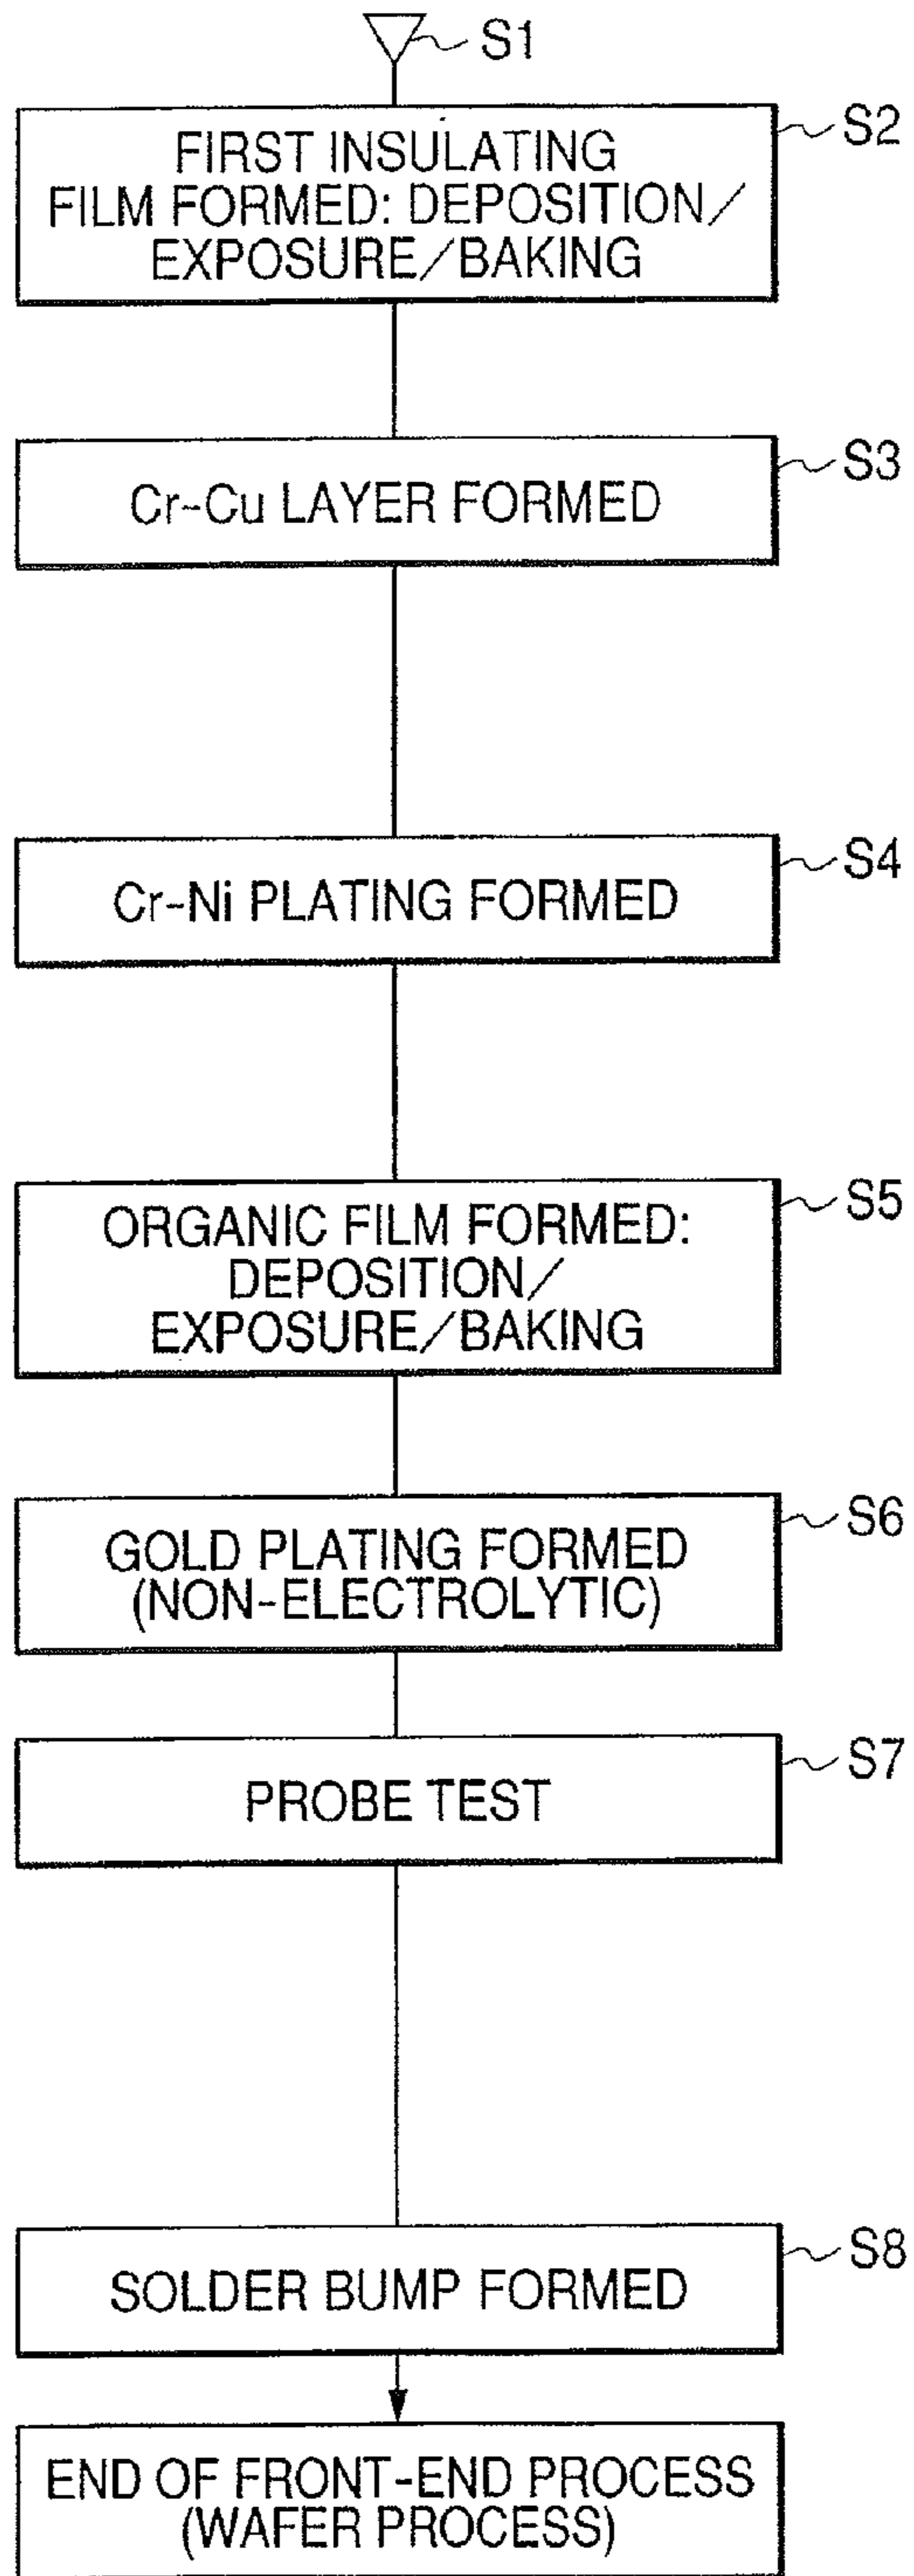 S1
S2
FIRST INSULATING
FILM FORMED: DEPOSITION/
EXPOSURE/BAKING
S3
Cr-Cu LAYER FORMED
S4
Cr-Ni PLATING FORMED
S5
ORGANIC FILM FORMED:
DEPOSITION/
EXPOSURE/BAKING
S6
GOLD PLATING FORMED
(NON-ELECTROLYTIC)
S7
PROBE TEST
S8
SOLDER BUMP FORMED
END OF FRONT-END PROCESS
(WAFER PROCESS)